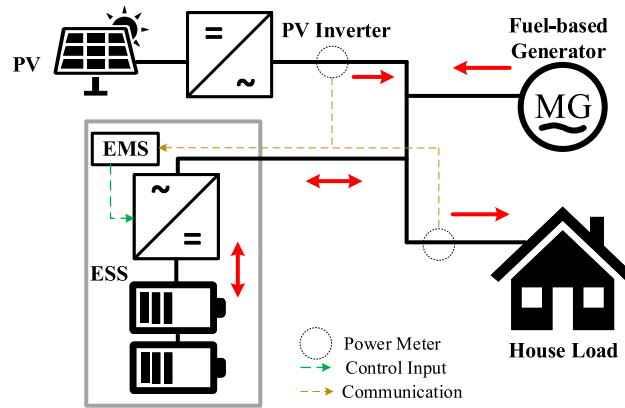 PV
PV Inverter
Fuel-based
Generator
MG
EMS
ESS
House Load
Power Meter
Control Input
Communication